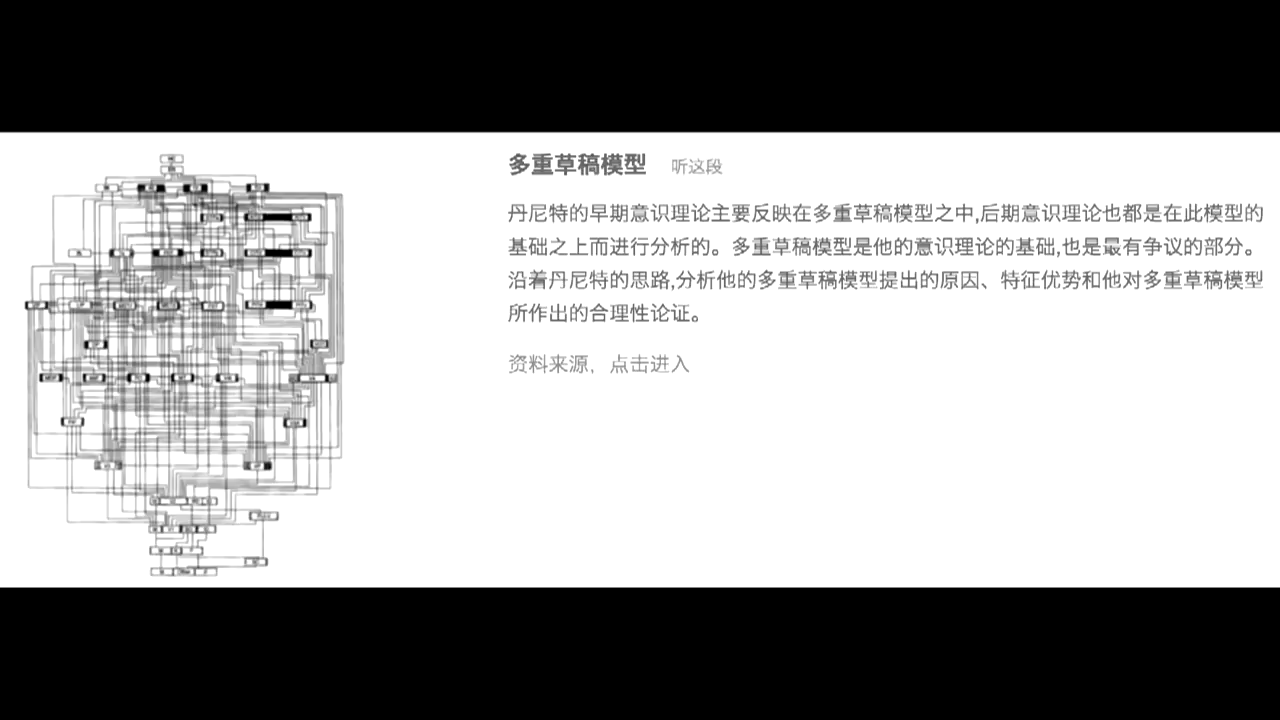 多重草稿模型 听这段
丹尼特的早期意识理论主要反映在多重草稿模型之中,后期意识理论也都是在此模型的
基础之上而进行分析的。多重草稿模型是他的意识理论的基础,也是最有争议的部分。
沿着丹尼特的思路,分析他的多重草稿模型提出的原因、特征优势和他对多重草稿模型
所作出的合理性论证。
资料来源，点击进入